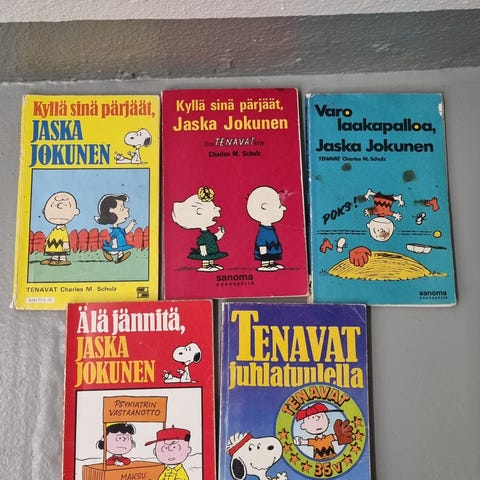 Kyllä sinä pärjäät,
JASKA
JOKUNEN
TENAVAT Charles M. Schulz
Kyllä sinä pärjäät,
Jaska Jokunen
TENAVAT
Charles M. Schulz
sanoma
Varo
laakapalloa,
Jaska Jokunen
TENAVAT Charles M. Schulz
POKS!
sanoma
Älä jännitä,
JASKA
JOKUNEN
PSYKIATRIN
VASTAANOTTO
MAKSU
TENAVAT
juhlatuulella
TENAVAT
35V